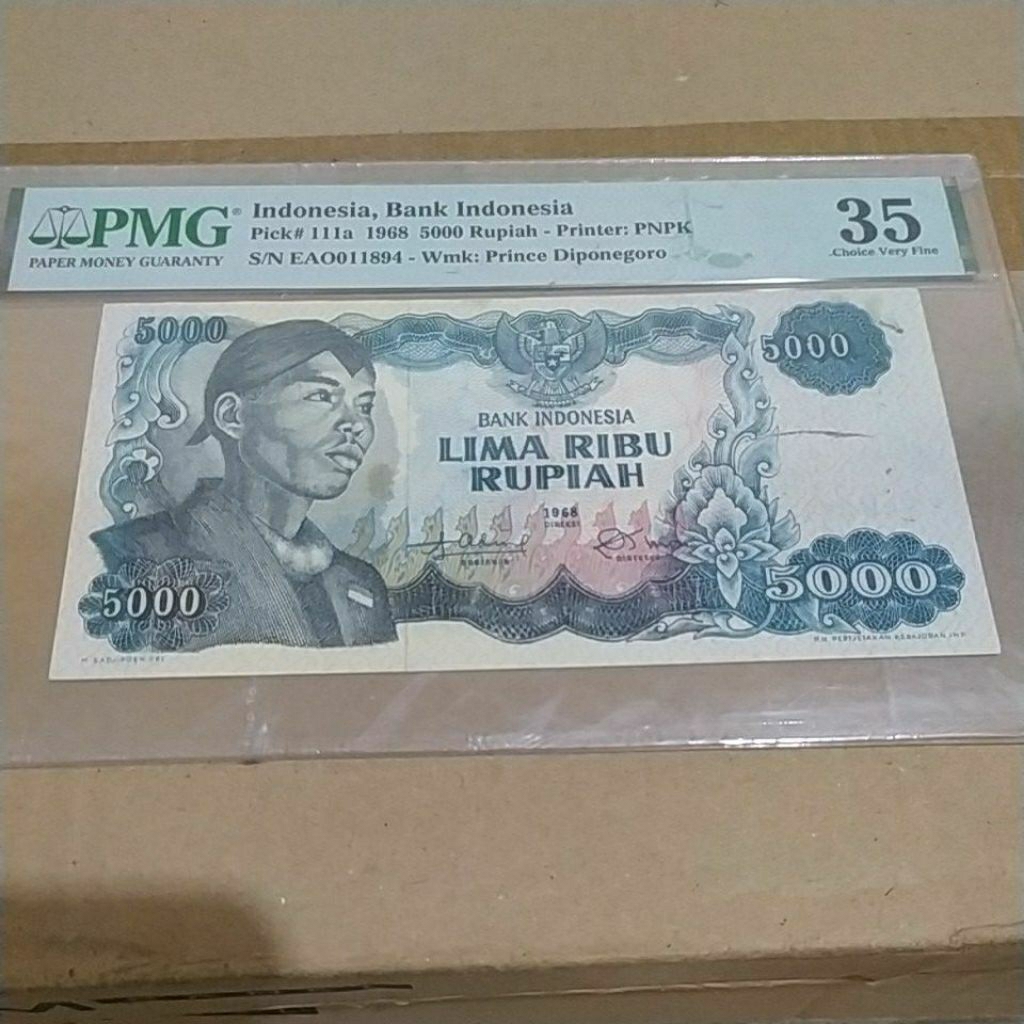 PMG®
PAPER MONEY GUARANTY
Indonesia, Bank Indonesia
Pick# 111a 1968 5000 Rupiah - Printer: PNPK
S/N EAO011894 - Wmk: Prince Diponegoro
35
Choice Very Fine
5000
5000
BANK INDONESIA
LIMA RIBU
RUPIAH
1968
DIREKSI
5000
5000